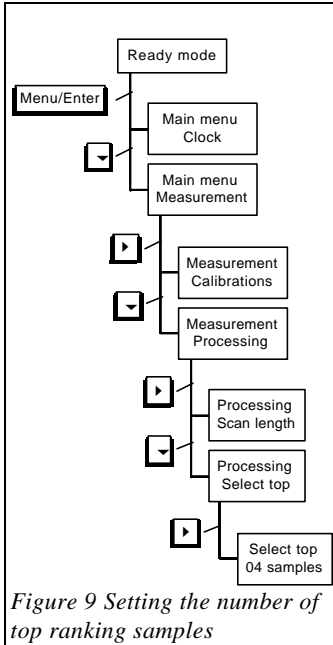 Ready mode
Menu/Enter
Main menu
Clock
Main menu
Measurement
Measurement
Calibrations
Measurement
Processing
Processing
Scan length
Processing
Select top
Select top
04 samples
Figure 9 Setting the number of
top ranking samples